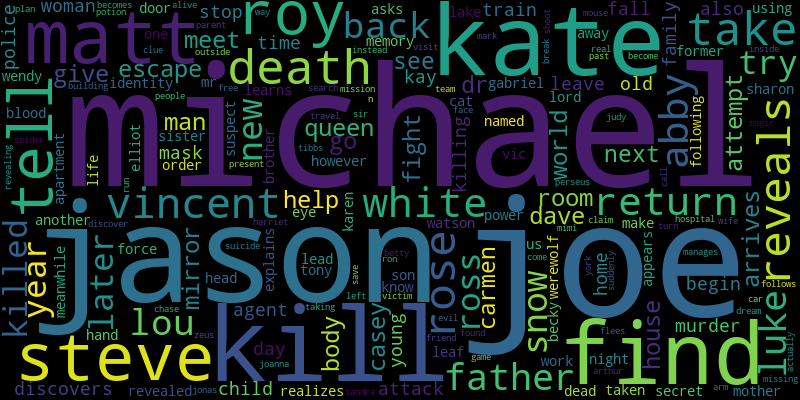 becomes way alive
plan potion
police woman
matt
one
roy
back
door asks
stop
meet time
memory
kate
lake train
using
fall also
former away
real
past
become
mouse
mark
break shoot
take
parent
clue
outside
visit
instead
wendy
give escape
death
see
kay
dr gabriel leave old
cat
lord
family
sharon
try
identity learns
mr
building people
free search mission n
team
face
travel sir
blood
tell
michael
new
man
sister
mask
order
suspect
queen
go
however
tibbs
present
brother
fight
killing
named
vic
world
next
judy
perseus
abby
following
attempt
magic
call
revealing
spider
apartment
life
run
elliot
vincent
help
white
room
dave
return
reveals
another
discover
killed
year
meanwhile
later
force
mirror
head
harriet
suicide
explains
eye
lead
tony
karen
save
watson
betty
ron
son
know
power
rose
ross
carmen
us
come
mimi
werewolf
becky
snow
claim
make
york
home
suddenly
appears
turn
hospital wife
manages
begin
arrives
car
dream
follows
luke
missing
actually
jason
joe
hand
chase
zeus
lou
steve
kill
agent
taking
day
body
casey
young
left victim
evil
friend found
leaf
game
father
find
flees
work night
arthur
house
murder
discovers
revealed jonas
child
joanna
realizes
sandra
attack
dead taken secret
arm
mother
inside